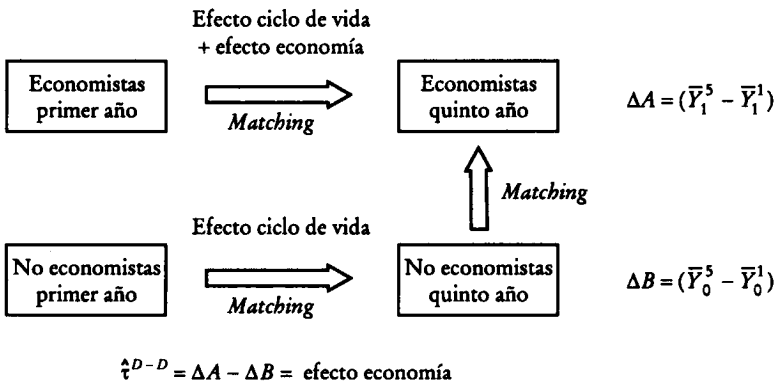 Efecto ciclo de vida
+ efecto economía
Economistas
primer año
Matching
Economistas
quinto año
ΔA = (Ȳ₁⁵ − Ȳ₁¹)
Matching
Efecto ciclo de vida
No economistas
primer año
Matching
No economistas
quinto año
ΔB = (Ȳ₀⁵ − Ȳ₀¹)
τ̂ᴰ⁻ᴰ = ΔA − ΔB = efecto economía